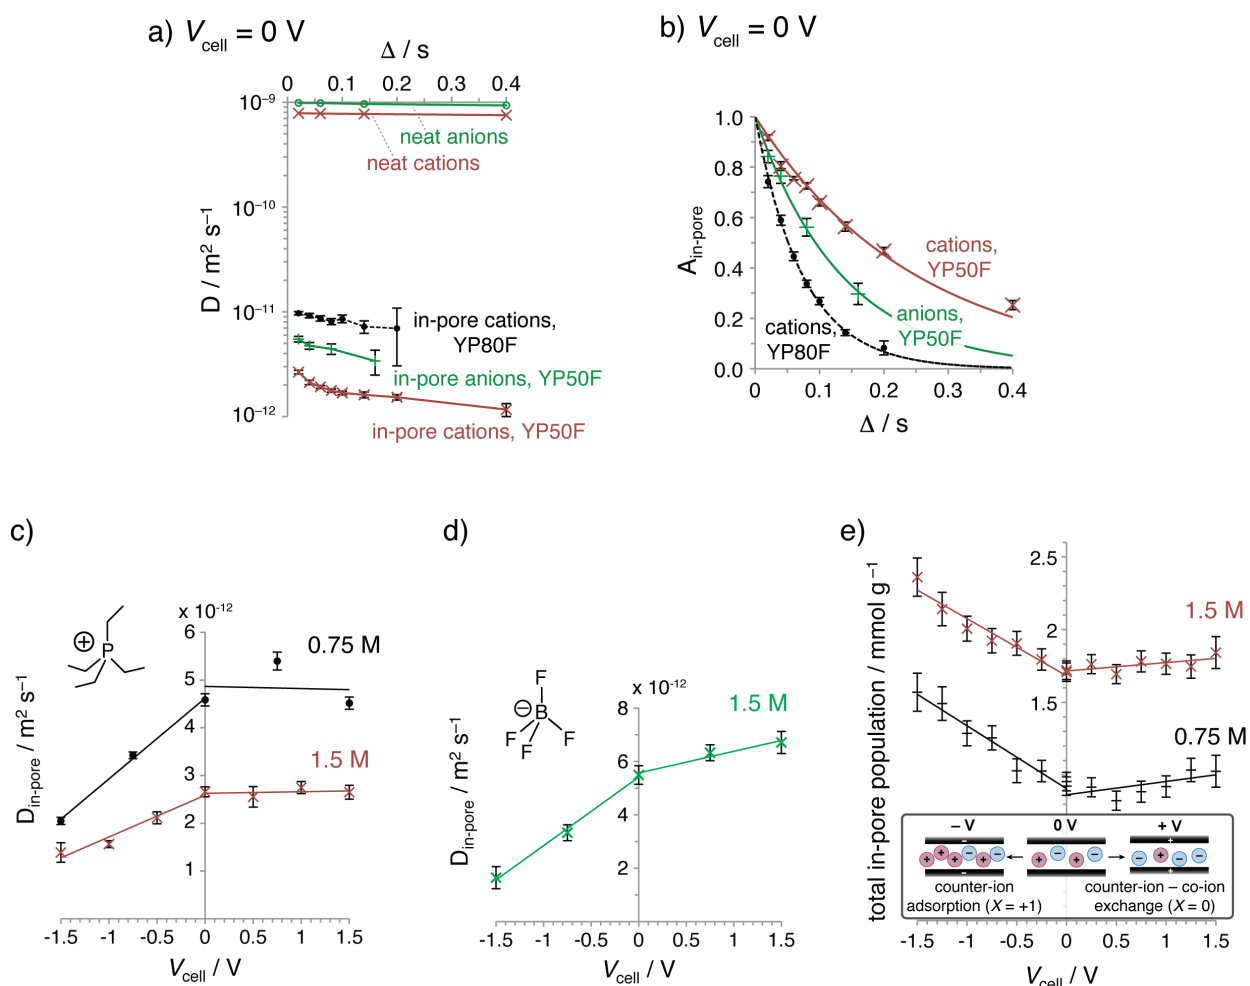 a) Vcell = 0 V
Δ / s
0 0.1 0.2 0.3 0.4
10⁻⁹
10⁻¹⁰
10⁻¹¹
10⁻¹²
D / m² s⁻¹
neat anions
neat cations
in-pore cations,
YP80F
in-pore anions, YP50F
in-pore cations, YP50F
b) Vcell = 0 V
1.0
0.8
0.6
0.4
0.2
0.0
Ain-pore
cations,
YP50F
anions,
YP50F
cations,
YP80F
0 0.1 0.2 0.3 0.4
Δ / s
c)
x 10⁻¹²
6
5
4
3
2
1
Din-pore / m² s⁻¹
P
+
0.75 M
1.5 M
-1.5 -1 -0.5 0 0.5 1 1.5
Vcell / V
d)
x 10⁻¹²
8
6
4
2
Din-pore / m² s⁻¹
F
− B
F F F
1.5 M
-1.5 -1 -0.5 0 0.5 1 1.5
Vcell / V
e)
total in-pore population / mmol g⁻¹
2.5
2
1.5
1.5 M
0.75 M
– V 0 V + V
counter-ion
adsorption (X = +1)
counter-ion – co-ion
exchange (X = 0)
-1.5 -1 -0.5 0 0.5 1 1.5
Vcell / V